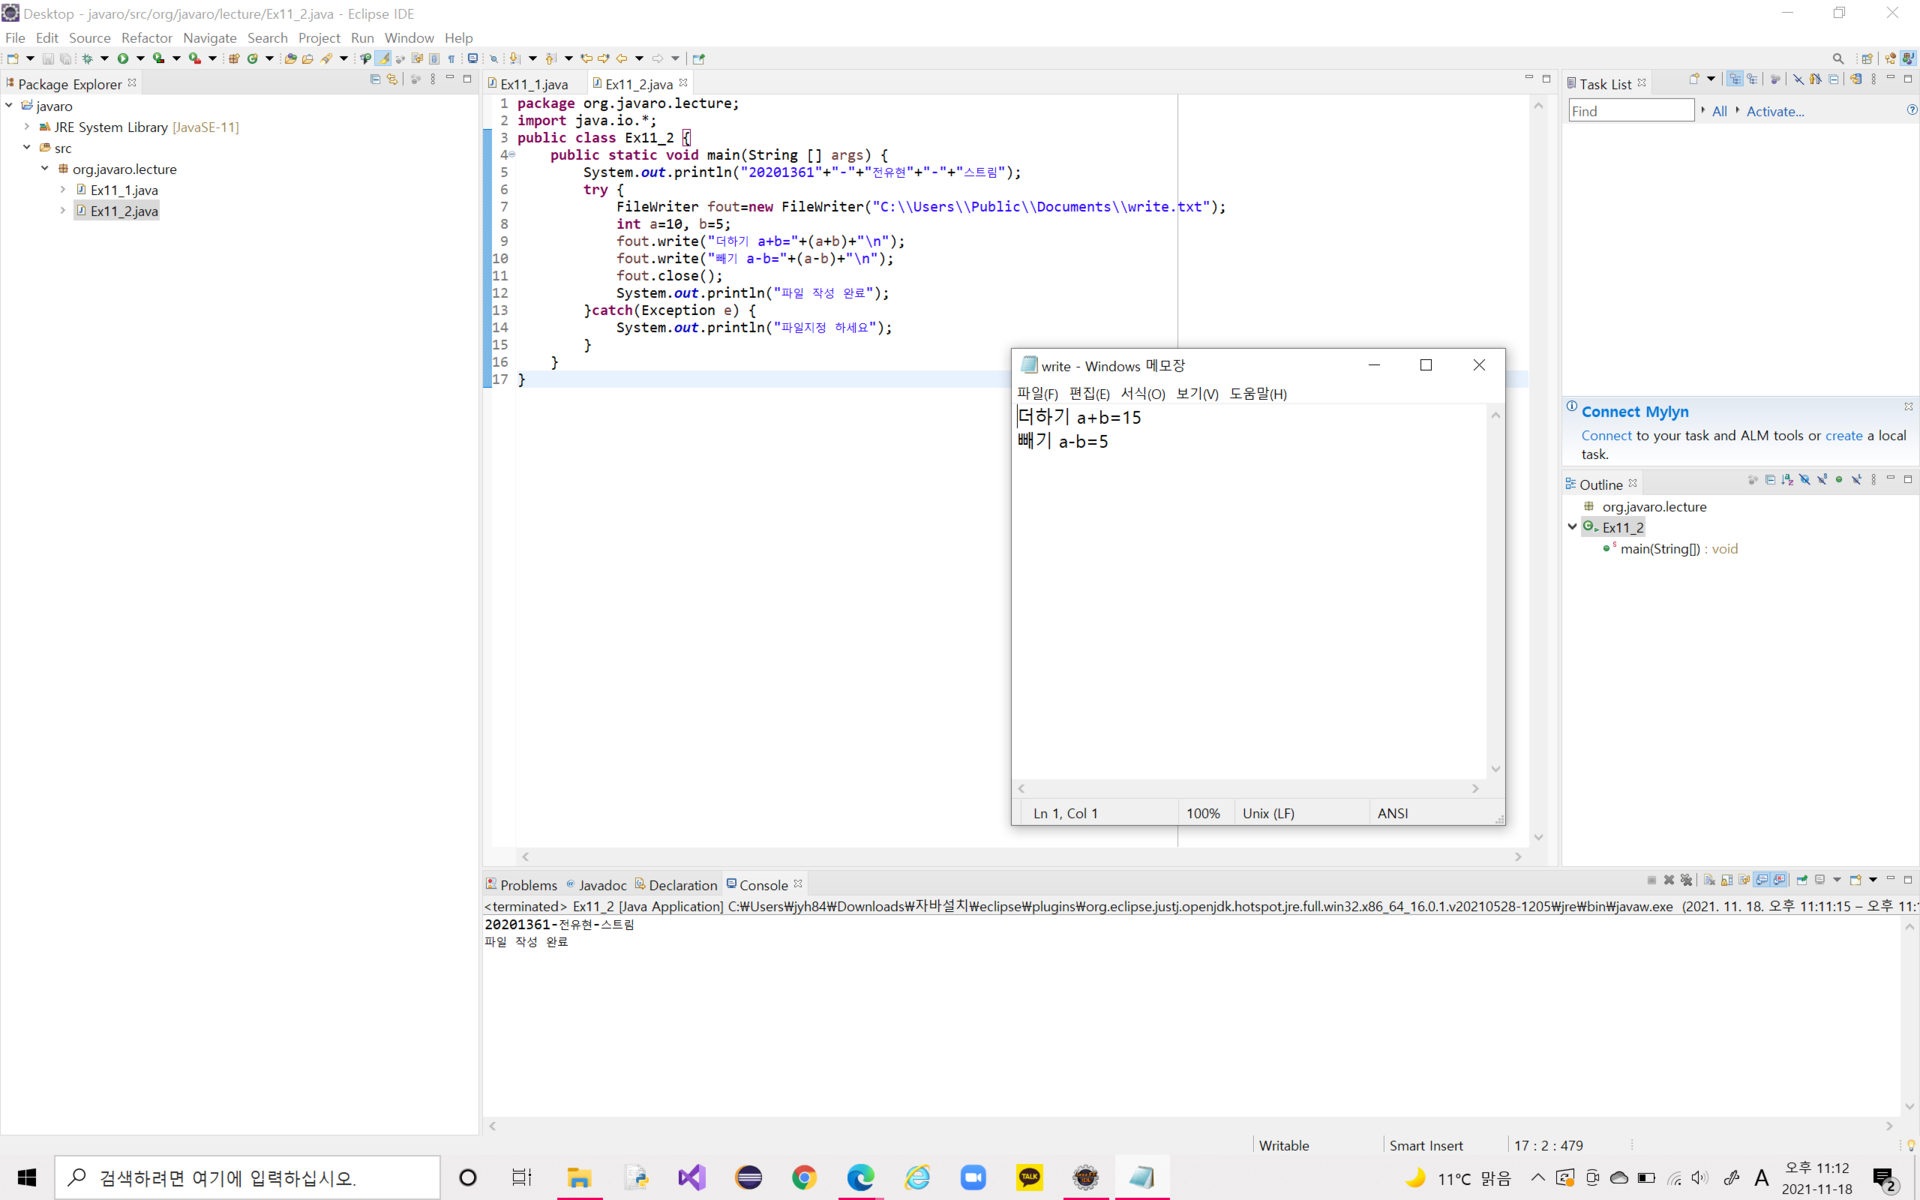 Desktop - javaro/src/org/javaro/lecture/Ex11_2.java - Eclipse IDE
File Edit Source Refactor Navigate Search Project Run Window Help
Package Explorer
javaro
JRE System Library [JavaSE-11]
src
org.javaro.lecture
Ex11_1.java
Ex11_2.java
Ex11_1.java Ex11_2.java
1 package org.javaro.lecture;
2 import java.io.*;
3 public class Ex11_2 {
4 public static void main(String [] args) {
5 System.out.println("20201361"+"-"+"전유현"+"-"+"스트림");
6 try {
7 FileWriter fout=new FileWriter("C:\\Users\\Public\\Documents\\write.txt");
8 int a=10, b=5;
9 fout.write("더하기 a+b="+(a+b)+"\n");
10 fout.write("빼기 a-b="+(a-b)+"\n");
11 fout.close();
12 System.out.println("파일 작성 완료");
13 }catch(Exception e) {
14 System.out.println("파일지정 하세요");
15 }
16 }
17 }
write - Windows 메모장
파일(F) 편집(E) 서식(O) 보기(V) 도움말(H)
더하기 a+b=15
빼기 a-b=5
Ln 1, Col 1 100% Unix (LF) ANSI
Task List
Find All Activate...
Connect Mylyn
Connect to your task and ALM tools or create a local
task.
Outline
org.javaro.lecture
Ex11_2
main(String[]) : void
Problems Javadoc Declaration Console
<terminated> Ex11_2 [Java Application] C:₩Users₩jyh84₩Downloads₩자바설치₩eclipse₩plugins₩org.eclipse.justj.openjdk.hotspot.jre.full.win32.x86_64_16.0.1.v20210528-1205₩jre₩bin₩javaw.exe (2021. 11. 18. 오후 11:11:15 – 오후 11:
20201361-전유현-스트림
파일 작성 완료
Writable Smart Insert 17 : 2 : 479
검색하려면 여기에 입력하십시오.
TALK
11°C 맑음
A
오후 11:12
2021-11-18
2